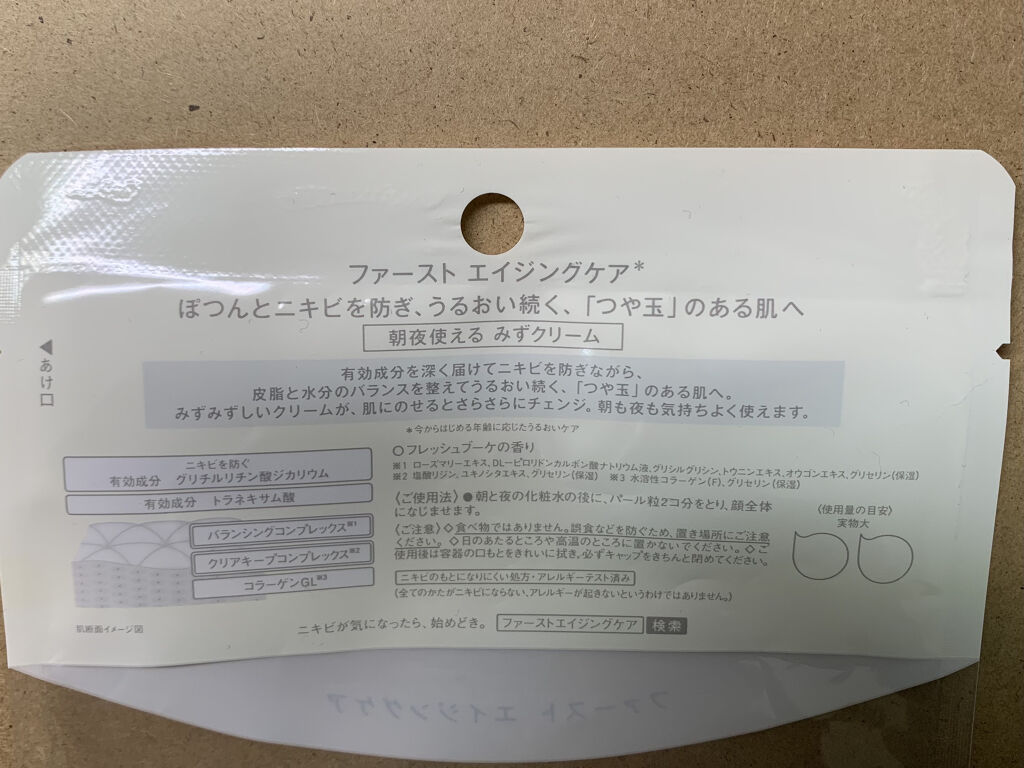 ファースト エイジングケア*
ぽつんとニキビを防ぎ、うるおい続く、「つや玉」のある肌へ
朝夜使える みずクリーム
◀あけ口
有効成分を深く届けてニキビを防ぎながら、
皮脂と水分のバランスを整えてうるおい続く、「つや玉」のある肌へ。
みずみずしいクリームが、肌にのせるとさらさらにチェンジ。朝も夜も気持ちよく使えます。
*今からはじめる年齢に応じたうるおいケア
ニキビを防ぐ
有効成分 グリチルリチン酸ジカリウム
有効成分 トラネキサム酸
バランシングコンプレックス※1
クリアキープコンプレックス※2
コラーゲンGL※3
肌断面イメージ図
○フレッシュブーケの香り
※1 ローズマリーエキス、DL−ピロリドンカルボン酸ナトリウム液、グリシルグリシン、トウニンエキス、オウゴンエキス、グリセリン(保湿)
※2 塩酸リジン、ユキノシタエキス、グリセリン(保湿) ※3 水溶性コラーゲン(F)、グリセリン(保湿)
〈ご使用法〉●朝と夜の化粧水の後に、パール粒2コ分をとり、顔全体
になじませます。
〈ご注意〉◇食べ物ではありません。誤食などを防ぐため、置き場所にご注意
ください。 ◇日のあたるところや高温のところに置かないでください。 ◇ご
使用後は容器の口もとをきれいに拭き、必ずキャップをきちんと閉めてください。
〈使用量の目安〉
実物大
ニキビのもとになりにくい処方・アレルギーテスト済み
(全てのかたがニキビにならない、アレルギーが起きないというわけではありません。)
ニキビが気になったら、始めどき。 ファーストエイジングケア 検索
ファースト エイジングケア